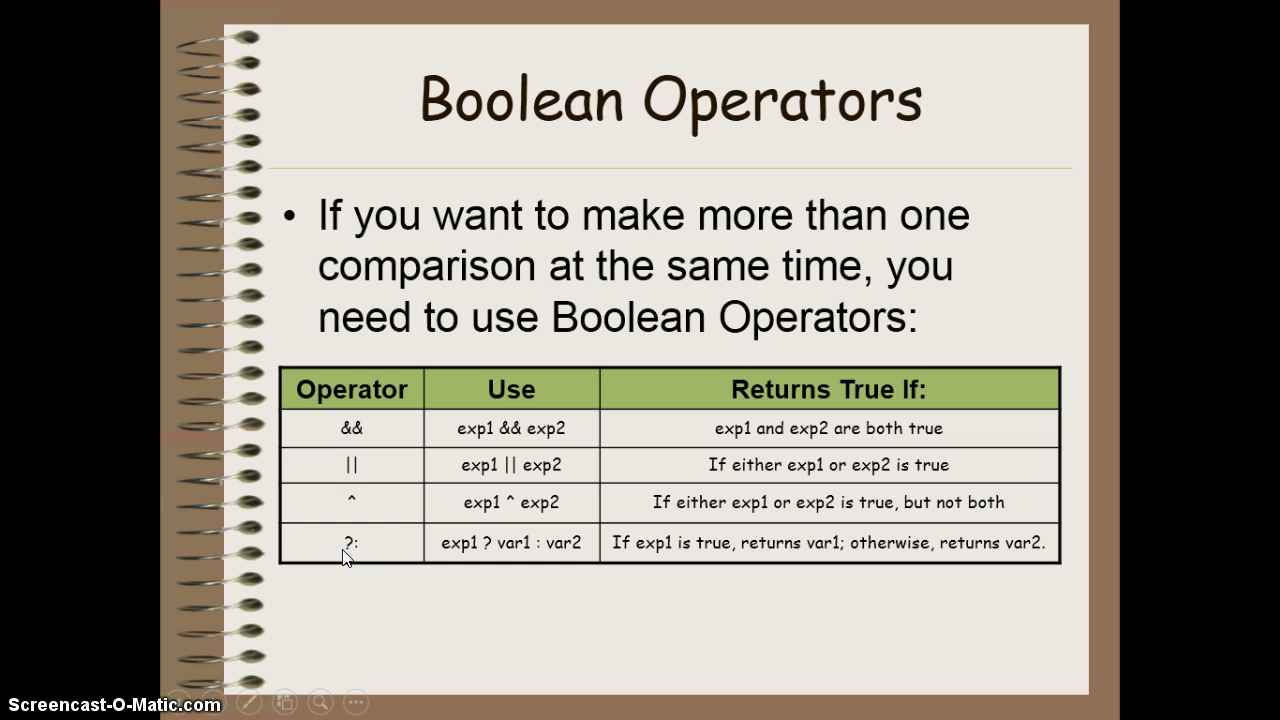 Boolean Operators
• If you want to make more than one
comparison at the same time, you
need to use Boolean Operators:
Operator Use Returns True If:
&& exp1 && exp2 exp1 and exp2 are both true
|| exp1 || exp2 If either exp1 or exp2 is true
^ exp1 ^ exp2 If either exp1 or exp2 is true, but not both
?: exp1 ? var1 : var2 If exp1 is true, returns var1; otherwise, returns var2.
Screencast-O-Matic.com